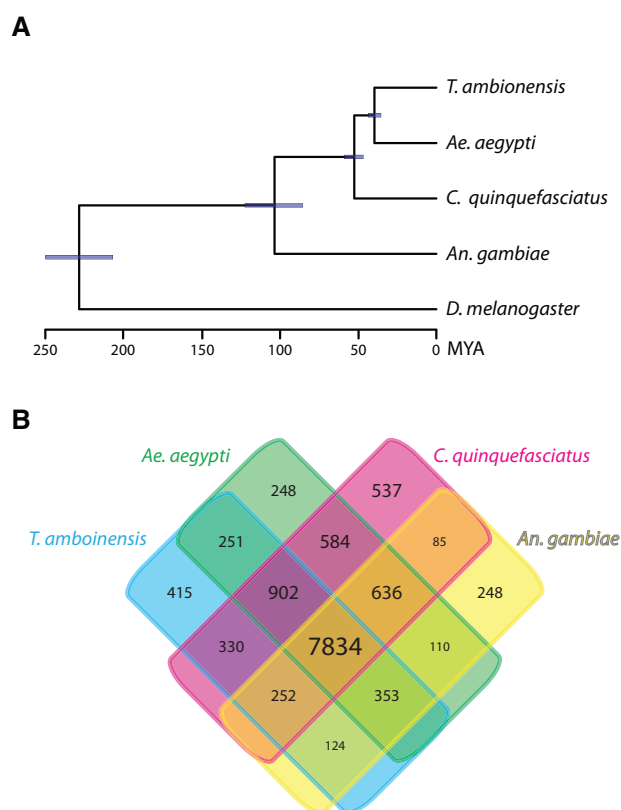 A
T. ambionensis
Ae. aegypti
C. quinquefasciatus
An. gambiae
D. melanogaster
250 200 150 100 50 0 MYA
B
Ae. aegypti C. quinquefasciatus
T. amboinensis An. gambiae
248 537
251 584 85
415 902 636 248
330 7834 110
252 353
124